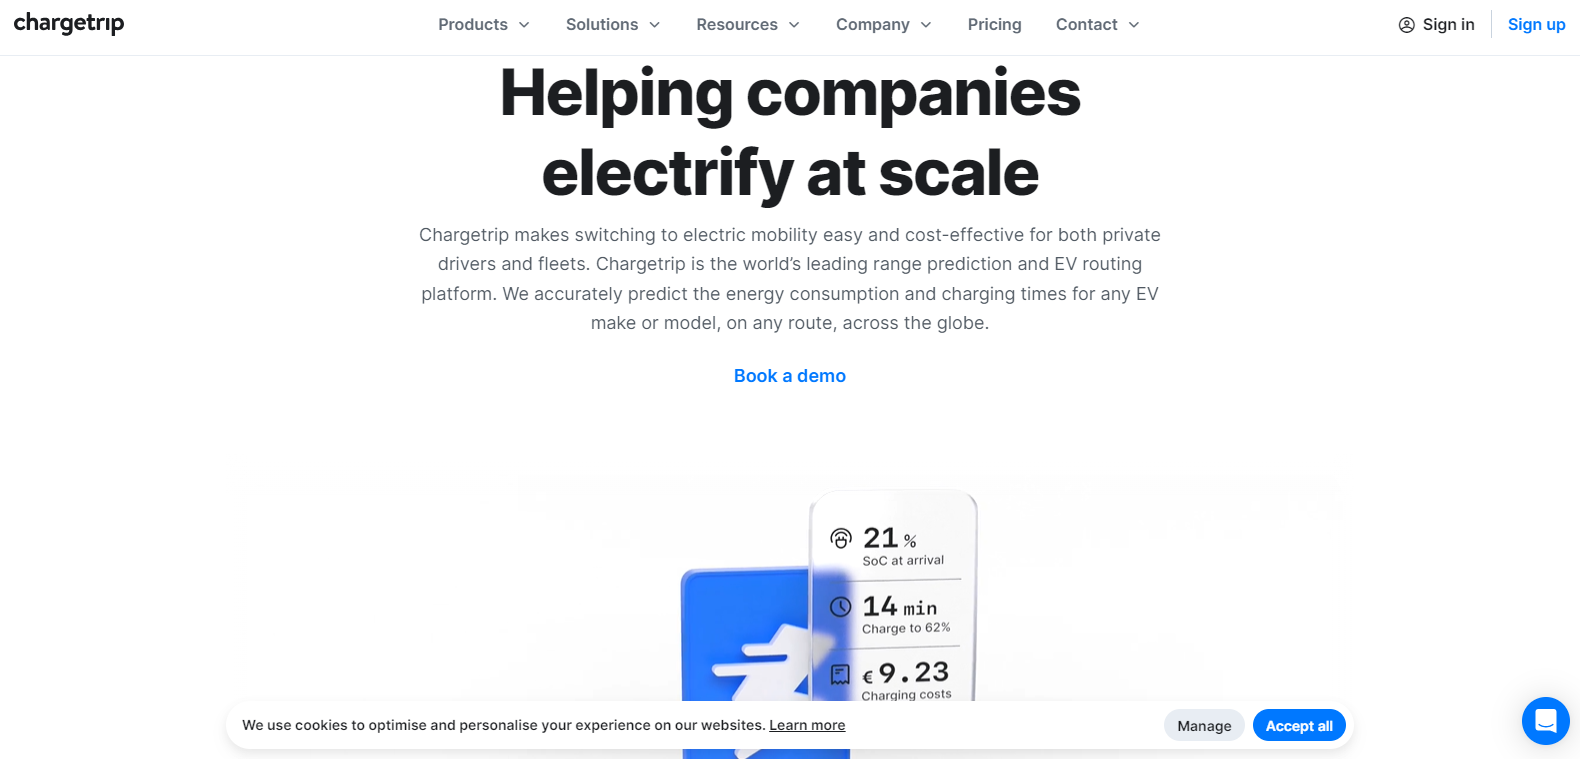 chargetrip
Products
Solutions
Resources
Company
Pricing
Contact
Sign in
Sign up
Helping companies
electrify at scale
Chargetrip makes switching to electric mobility easy and cost-effective for both private
drivers and fleets. Chargetrip is the world’s leading range prediction and EV routing
platform. We accurately predict the energy consumption and charging times for any EV
make or model, on any route, across the globe.
Book a demo
21 %
SoC at arrival
14 min
Charge to 62%
€ 9.23
Charging costs
We use cookies to optimise and personalise your experience on our websites. Learn more
Manage
Accept all